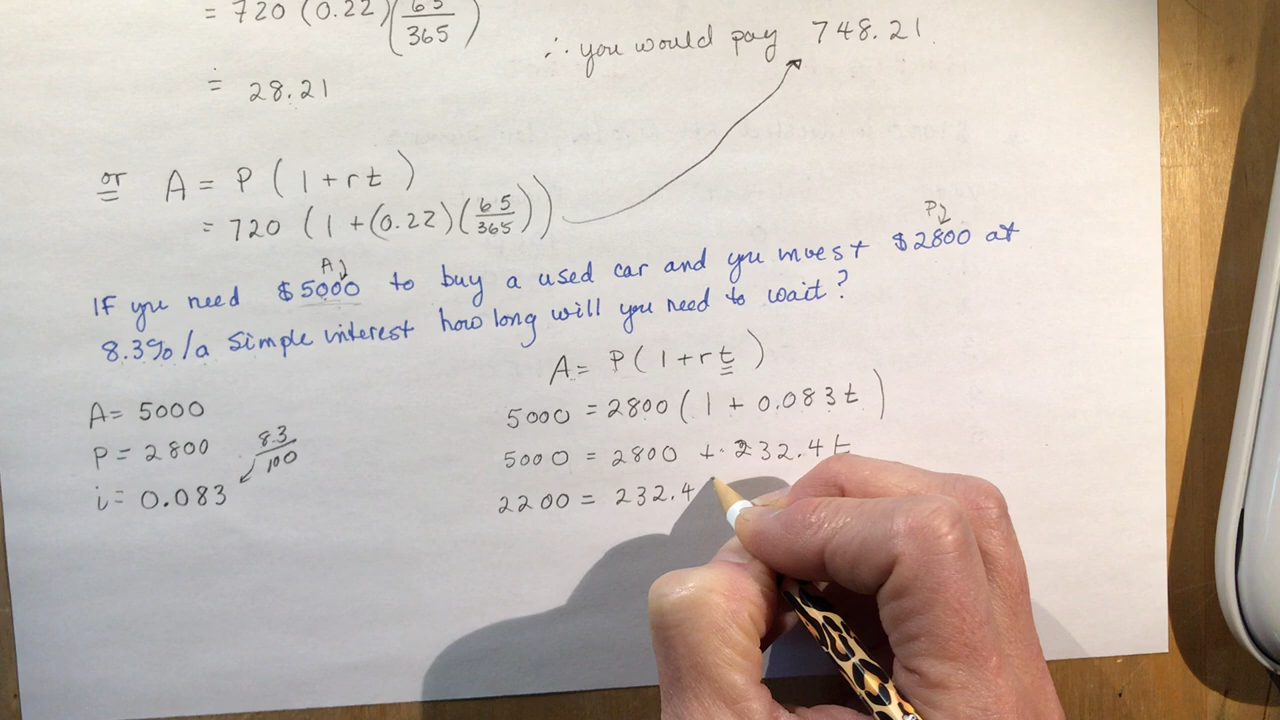 = 720 (0.22)(65/365)
≐ 28.21
∴ you would pay 748.21
or A = P (1+rt)
= 720 (1+(0.22)(65/365))
A↓ P↓
If you need $5000 to buy a used car and you invest $2800 at
8.3%/a simple interest how long will you need to wait?
A = 5000
P = 2800
8.3/100
i = 0.083
A = P(1+rt)
5000 = 2800(1 + 0.083t)
5000 = 2800 + 232.4t
2200 = 232.4